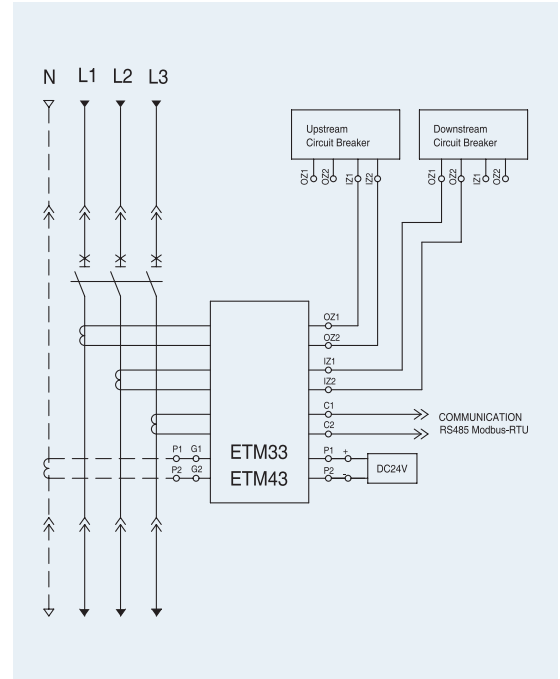 N L1 L2 L3
Upstream
Circuit Breaker
OZ1 OZ2 IZ1 IZ2
Downstream
Circuit Breaker
OZ1 OZ2 IZ1 OZ2
OZ1
OZ2
IZ1
IZ2
C1
C2
COMMUNICATION
RS485 Modbus-RTU
P1 G1
P2 G2
ETM33
ETM43
P1 +
P2 -
DC24V